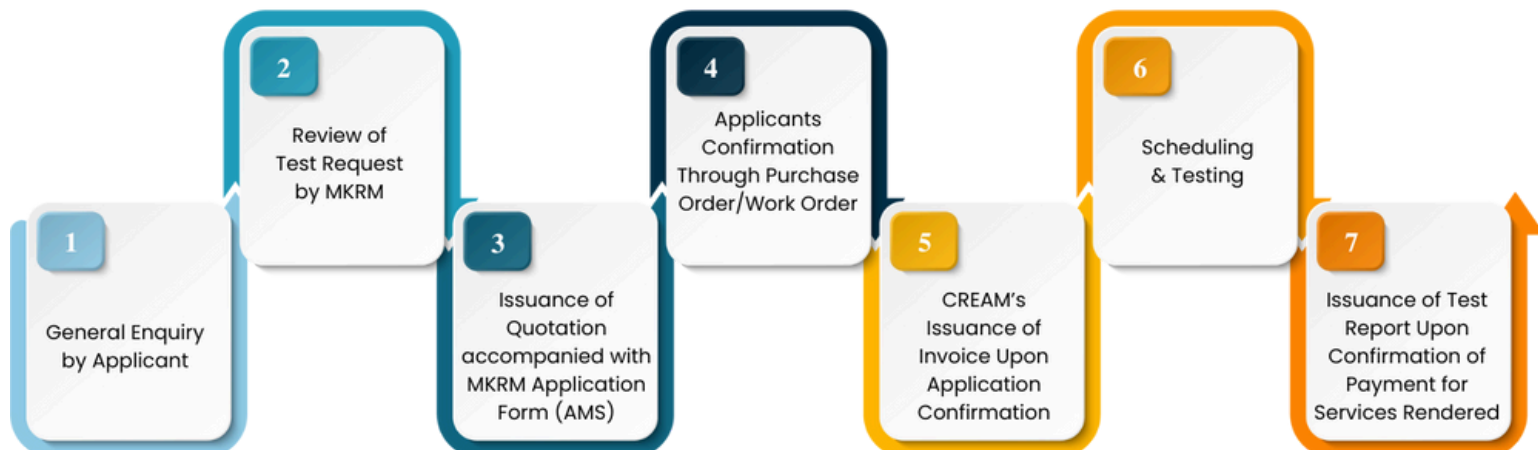 1
General Enquiry
by Applicant
2
Review of
Test Request
by MKRM
3
Issuance of
Quotation
accompanied with
MKRM Application
Form (AMS)
4
Applicants
Confirmation
Through Purchase
Order/Work Order
5
CREAM’s
Issuance of
Invoice Upon
Application
Confirmation
6
Scheduling
& Testing
7
Issuance of Test
Report Upon
Confirmation of
Payment for
Services Rendered